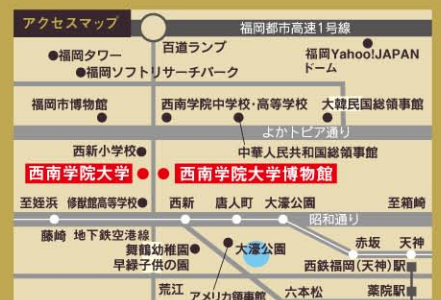 アクセスマップ
福岡都市高速1号線
百道ランプ
●福岡タワー
福岡Yahoo!JAPAN
ドーム
●福岡ソフトリサーチパーク
福岡市博物館
西南学院中学校・高等学校
大韓民国総領事館
よかトピア通り
西新小学校●
中華人民共和国総領事館
西南学院大学
西南学院大学博物館
至姪浜
修猷館高等学校●
西新
唐人町
大濠公園
至箱崎
昭和通り
藤崎
地下鉄空港線
舞鶴幼稚園●
早緑子供の園
大濠公園
赤坂
天神
西鉄福岡(天神)駅
荒江
アメリカ領事館
六本松
薬院駅